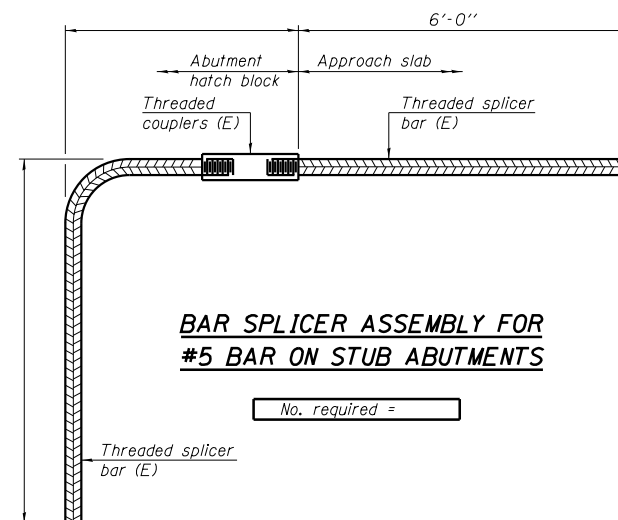 6'-0''
Abutment
hatch block
Approach slab
Threaded
couplers (E)
Threaded splicer
bar (E)
BAR SPLICER ASSEMBLY FOR
#5 BAR ON STUB ABUTMENTS
No. required =
Threaded splicer
bar (E)